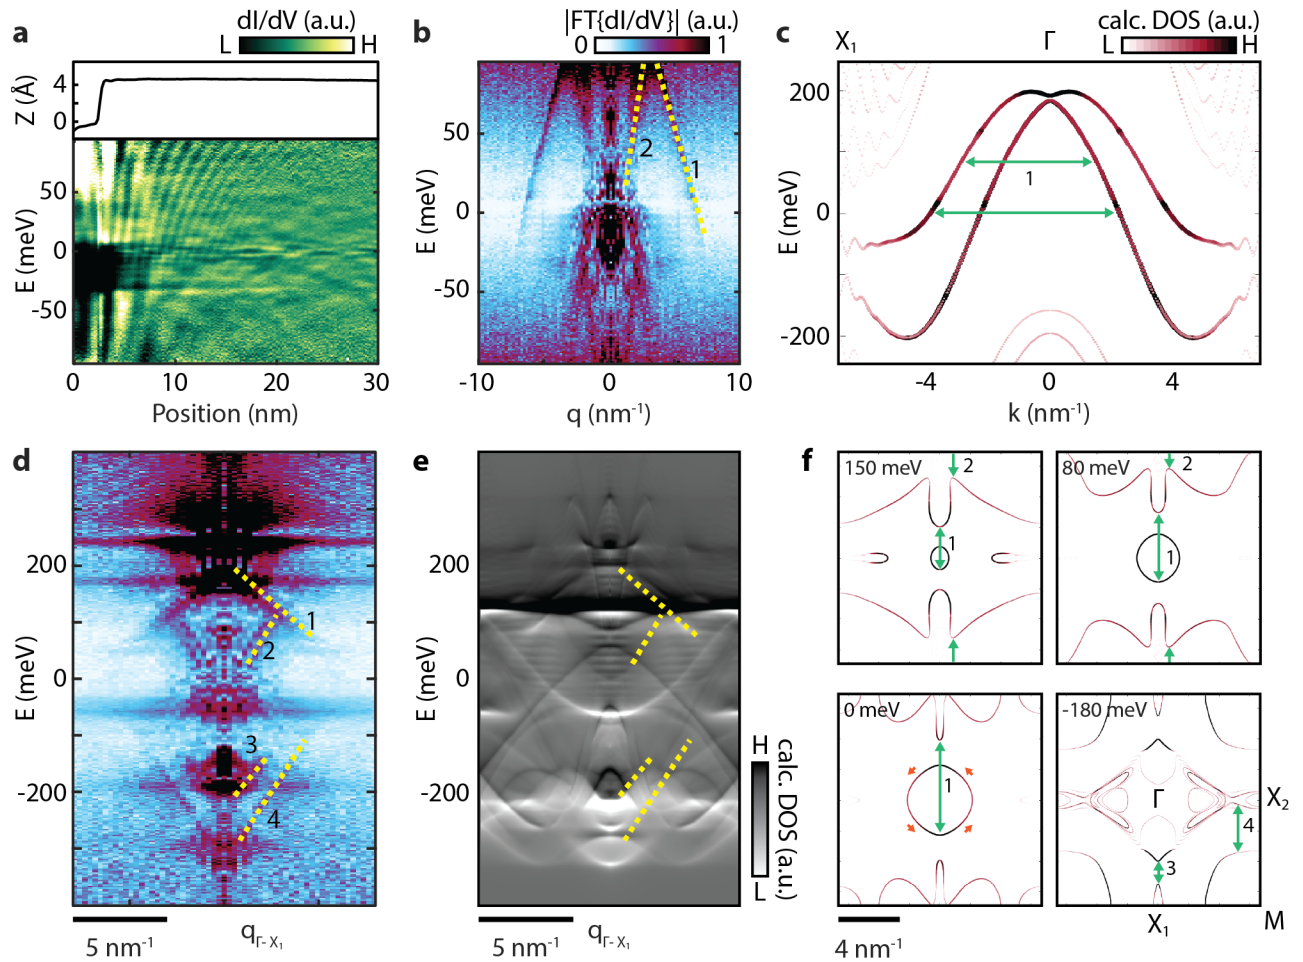 a
dI/dV (a.u.)
L H
Z (Å)
4
0
E (meV)
50
0
-50
0 10 20 30
Position (nm)
b
|FT{dI/dV}| (a.u.)
0 1
E (meV)
50
0
-50
2
1
-10 0 10
q (nm⁻¹)
c
calc. DOS (a.u.)
X₁ Γ L H
E (meV)
200
0
-200
1
-4 0 4
k (nm⁻¹)
d
E (meV)
200
0
-200
1
2
3
4
5 nm⁻¹
q Γ- X₁
e
E (meV)
200
0
-200
H
L
calc. DOS (a.u.)
5 nm⁻¹
q Γ- X₁
f
150 meV
2
1
80 meV
2
1
0 meV
1
-180 meV
Γ
X₂
4
3
X₁
M
4 nm⁻¹